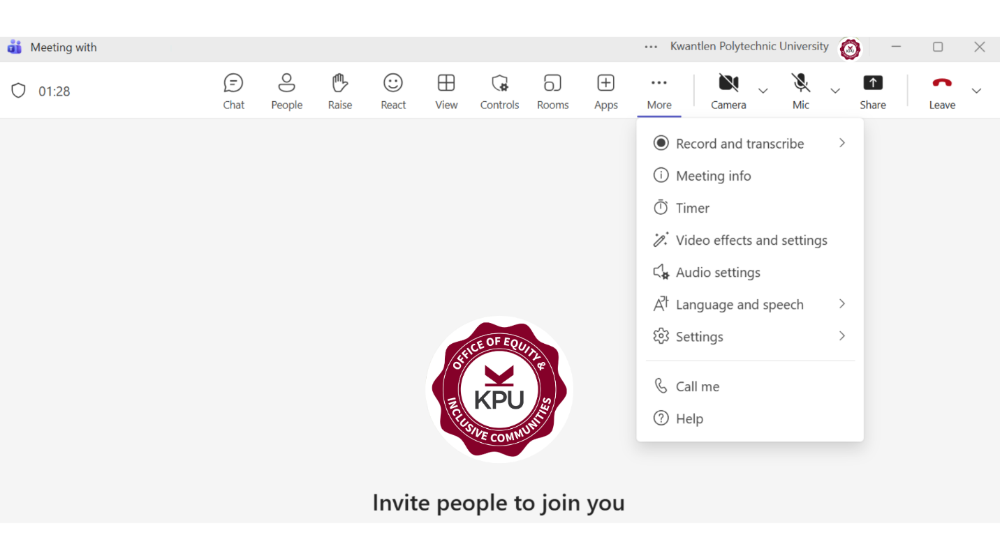 Meeting with
Kwantlen Polytechnic University
KPU
01:28
Chat
People
Raise
React
View
Controls
Rooms
Apps
More
Camera
Mic
Share
Leave
Record and transcribe
Meeting info
Timer
Video effects and settings
Audio settings
Language and speech
Settings
Call me
Help
OFFICE OF EQUITY &
KPU
INCLUSIVE COMMUNITIES
Invite people to join you